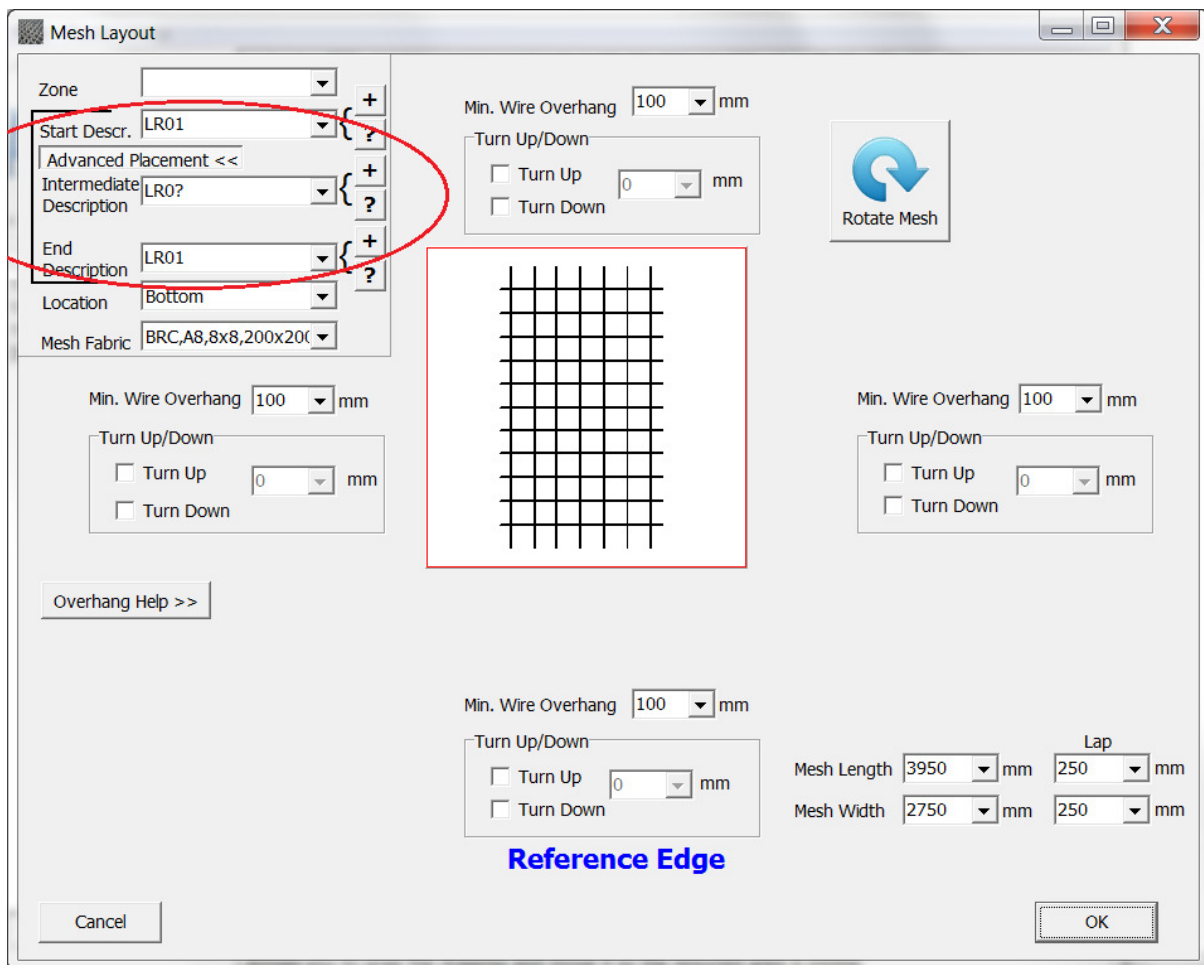 Mesh Layout
Zone
+
Start Descr. LR01 {
?
Advanced Placement <<
Intermediate
Description
LR0? {
+
?
End
Description
LR01 {
+
?
Location Bottom
Mesh Fabric BRC,A8,8x8,200x200
Min. Wire Overhang 100 mm
Turn Up/Down
Turn Up 0 mm
Turn Down
Rotate Mesh
Min. Wire Overhang 100 mm
Turn Up/Down
Turn Up 0 mm
Turn Down
Min. Wire Overhang 100 mm
Turn Up/Down
Turn Up 0 mm
Turn Down
Overhang Help >>
Min. Wire Overhang 100 mm
Turn Up/Down
Turn Up 0 mm
Turn Down
Lap
Mesh Length 3950 mm 250 mm
Mesh Width 2750 mm 250 mm
Reference Edge
Cancel
OK